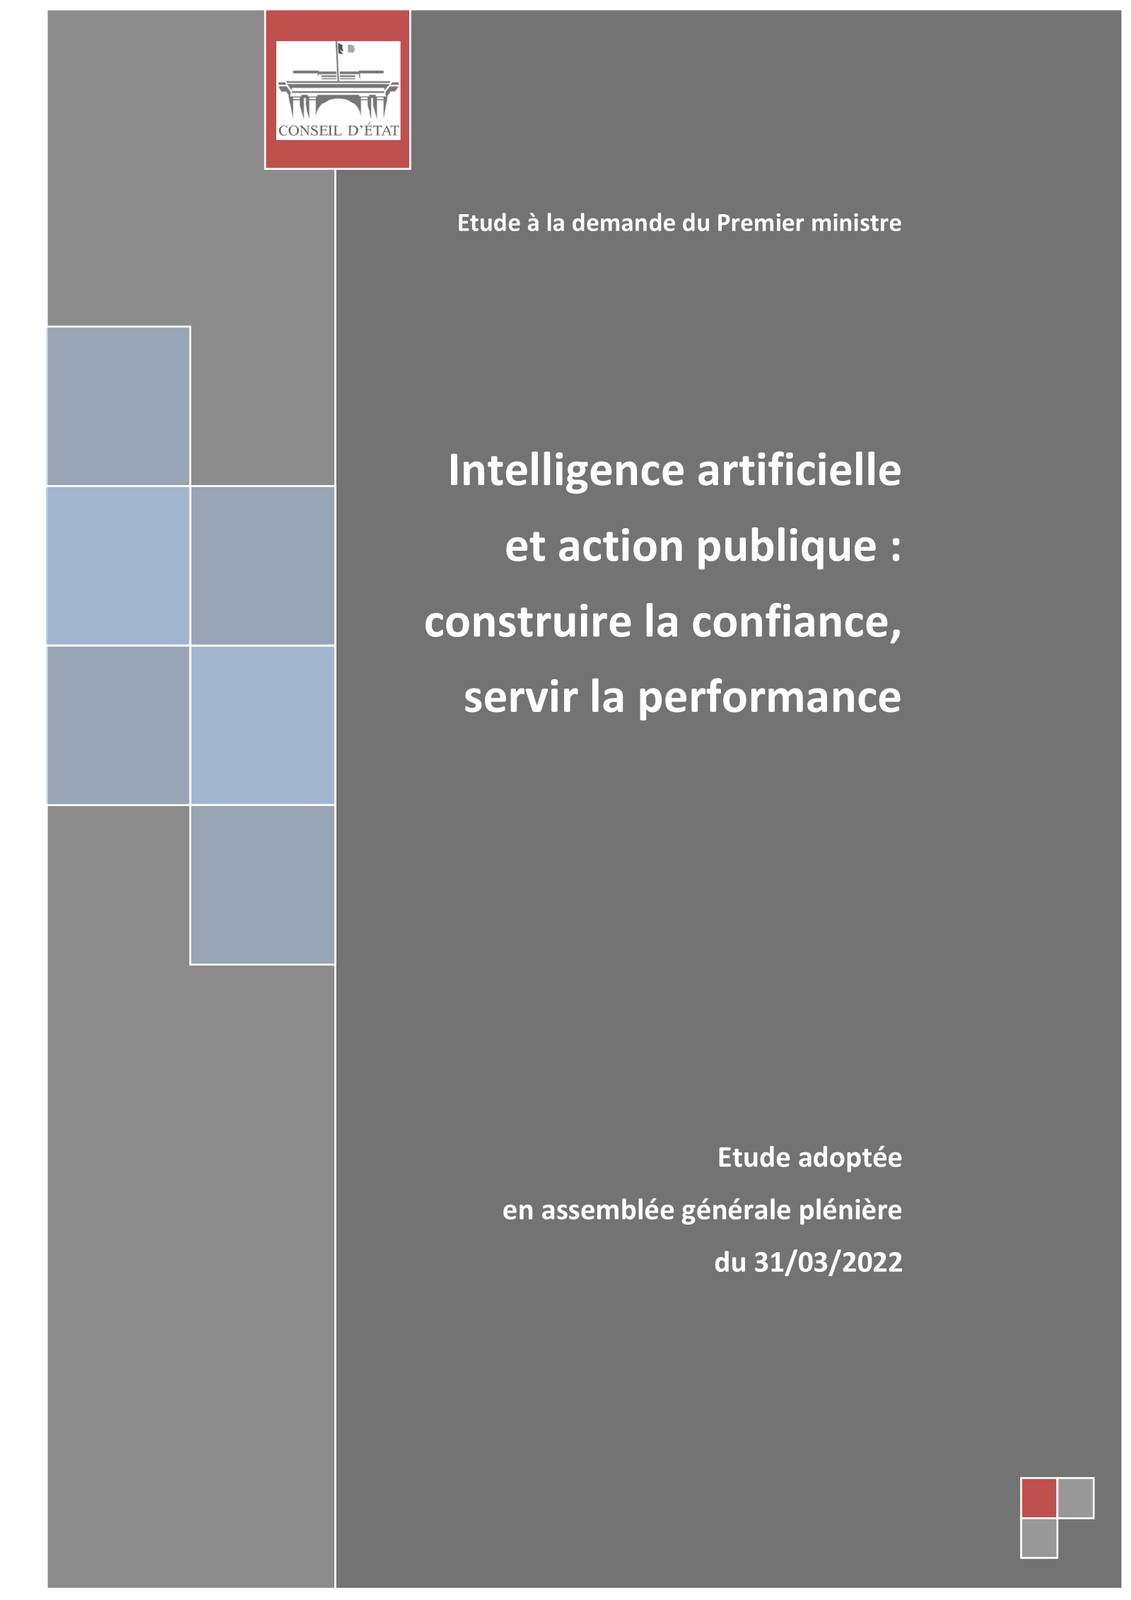 CONSEIL D'ÉTAT
Etude à la demande du Premier ministre
Intelligence artificielle
et action publique :
construire la confiance,
servir la performance
Etude adoptée
en assemblée générale plénière
du 31/03/2022